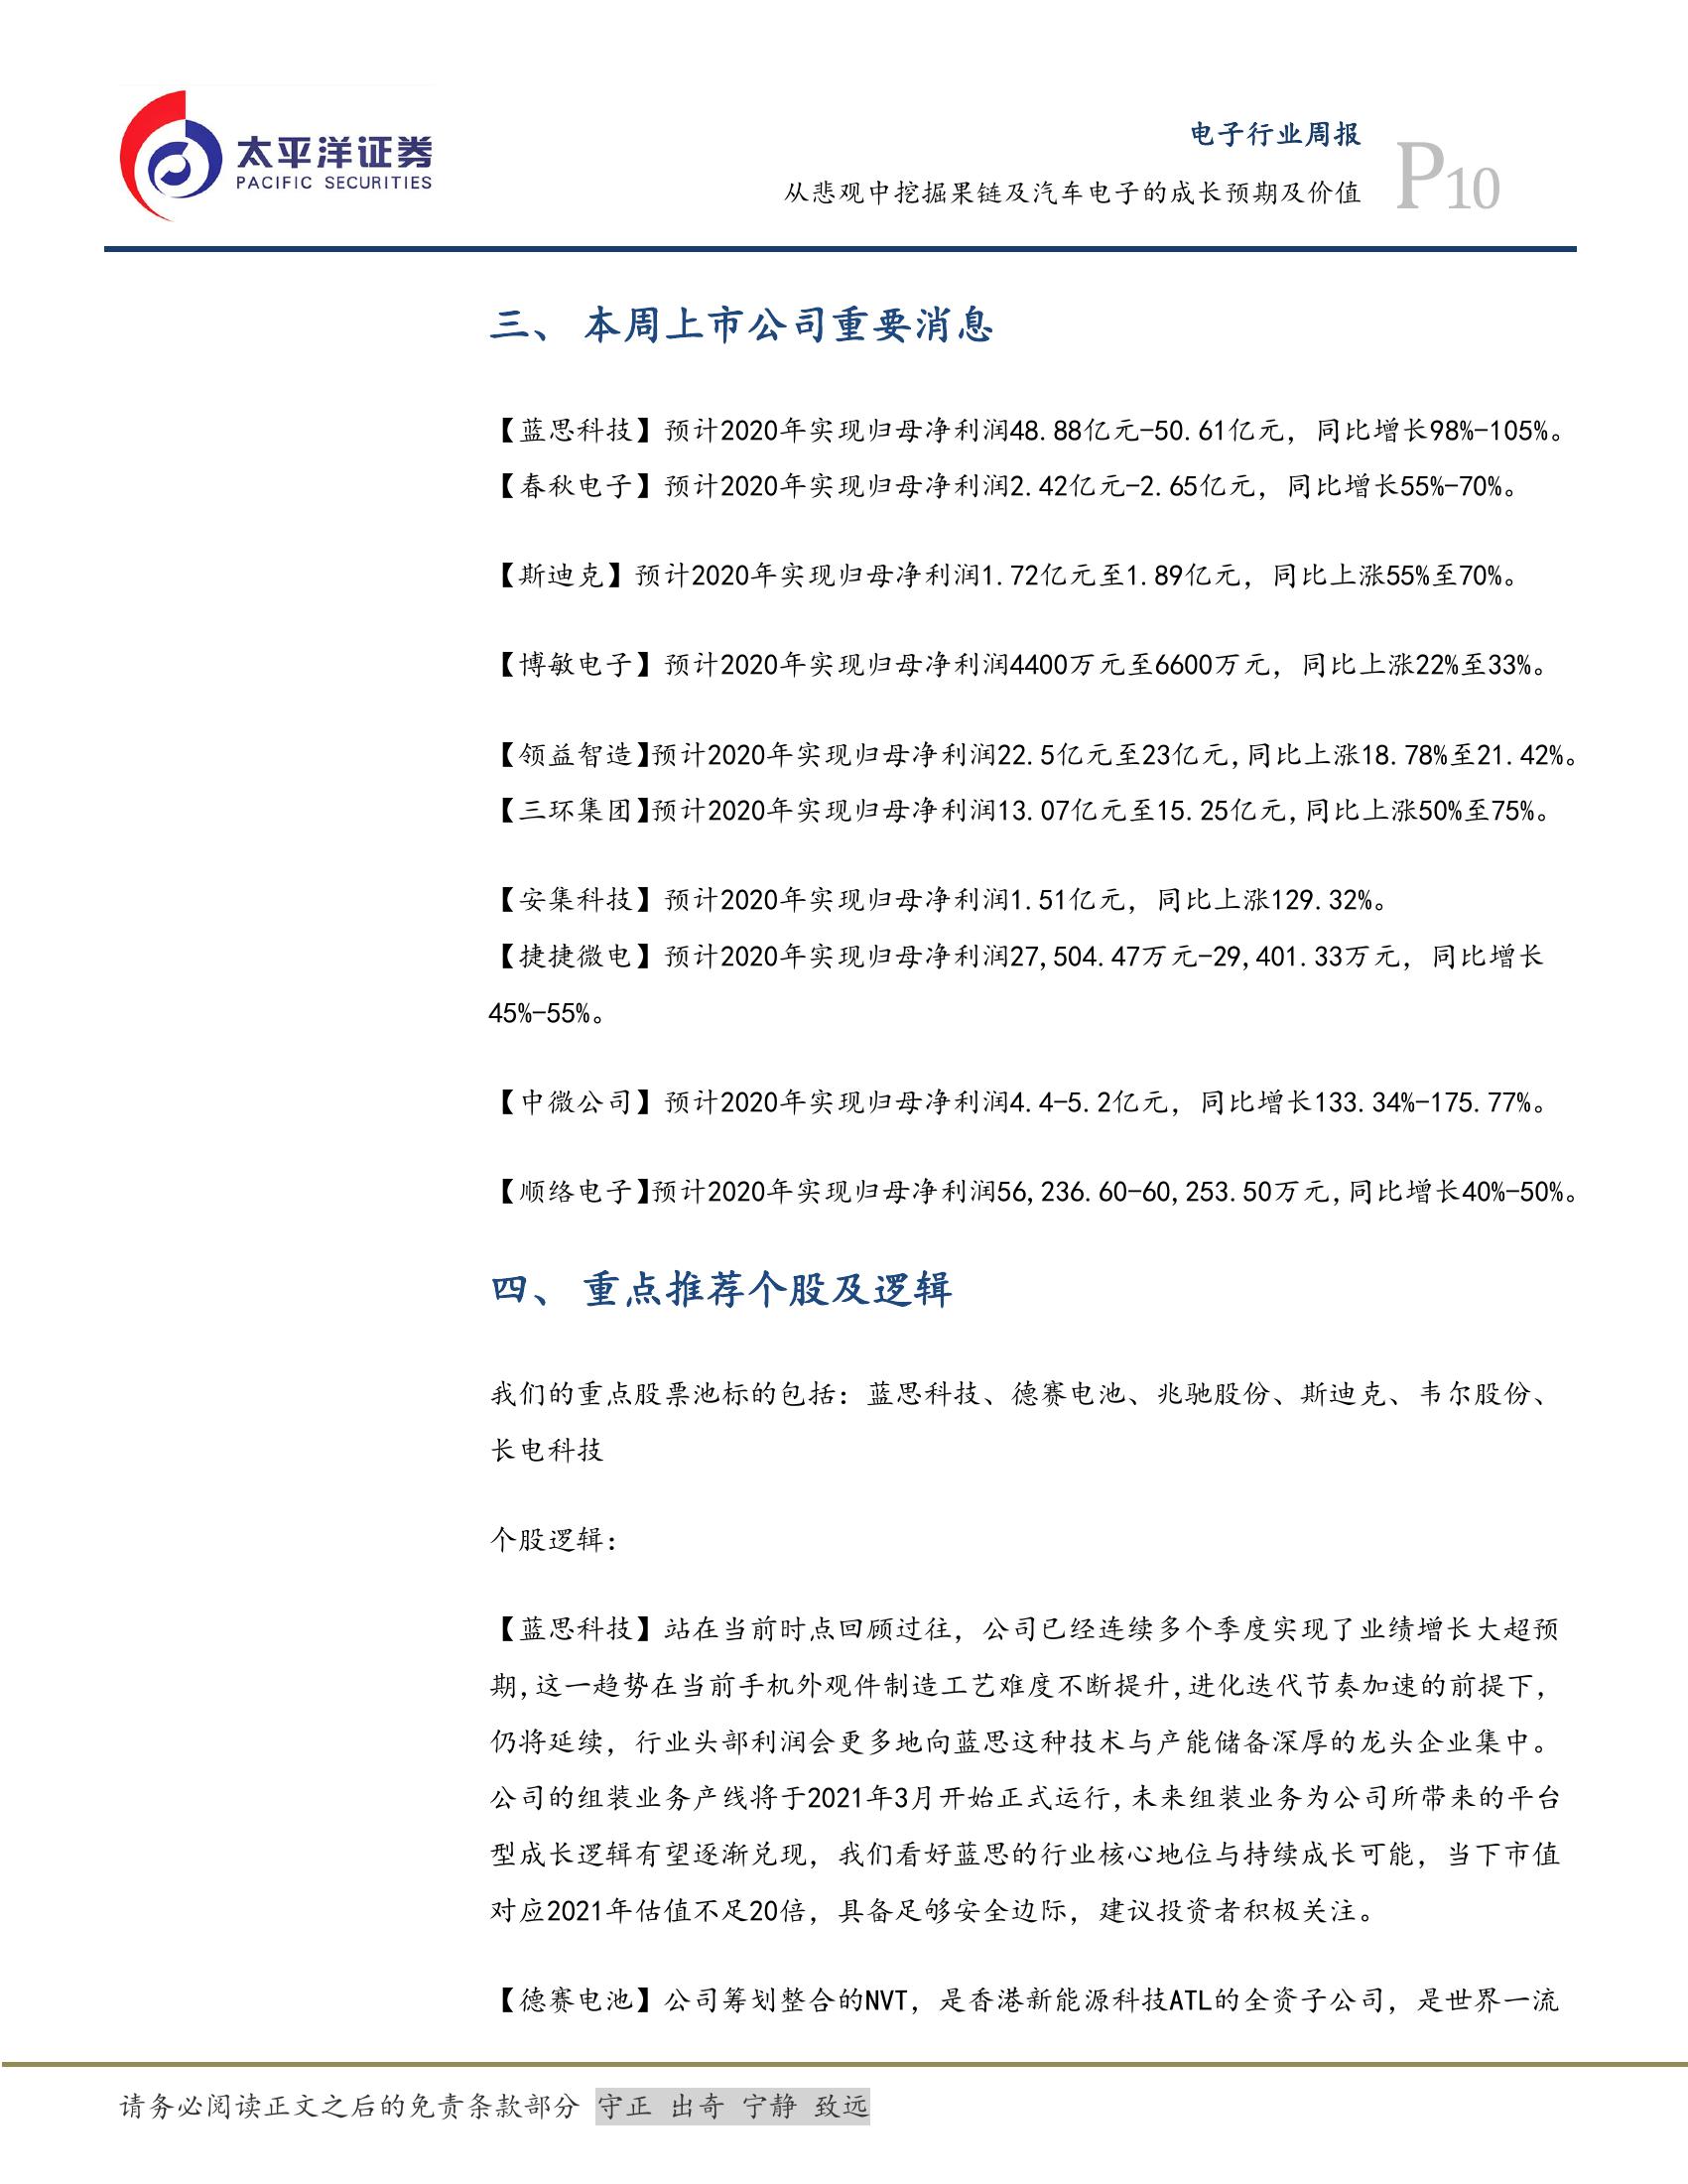 太平洋证券
PACIFIC SECURITIES
电子行业周报
从悲观中挖掘果链及汽车电子的成长预期及价值
P10
三、 本周上市公司重要消息
【蓝思科技】预计2020年实现归母净利润48.88亿元-50.61亿元，同比增长98%-105%。
【春秋电子】预计2020年实现归母净利润2.42亿元-2.65亿元，同比增长55%-70%。
【斯迪克】预计2020年实现归母净利润1.72亿元至1.89亿元，同比上涨55%至70%。
【博敏电子】预计2020年实现归母净利润4400万元至6600万元，同比上涨22%至33%。
【领益智造】预计2020年实现归母净利润22.5亿元至23亿元,同比上涨18.78%至21.42%。
【三环集团】预计2020年实现归母净利润13.07亿元至15.25亿元,同比上涨50%至75%。
【安集科技】预计2020年实现归母净利润1.51亿元，同比上涨129.32%。
【捷捷微电】预计2020年实现归母净利润27,504.47万元-29,401.33万元，同比增长
45%-55%。
【中微公司】预计2020年实现归母净利润4.4-5.2亿元，同比增长133.34%-175.77%。
【顺络电子】预计2020年实现归母净利润56,236.60-60,253.50万元,同比增长40%-50%。
四、 重点推荐个股及逻辑
我们的重点股票池标的包括：蓝思科技、德赛电池、兆驰股份、斯迪克、韦尔股份、
长电科技
个股逻辑：
【蓝思科技】站在当前时点回顾过往，公司已经连续多个季度实现了业绩增长大超预
期,这一趋势在当前手机外观件制造工艺难度不断提升,进化迭代节奏加速的前提下，
仍将延续，行业头部利润会更多地向蓝思这种技术与产能储备深厚的龙头企业集中。
公司的组装业务产线将于2021年3月开始正式运行,未来组装业务为公司所带来的平台
型成长逻辑有望逐渐兑现，我们看好蓝思的行业核心地位与持续成长可能，当下市值
对应2021年估值不足20倍，具备足够安全边际，建议投资者积极关注。
【德赛电池】公司筹划整合的NVT，是香港新能源科技ATL的全资子公司，是世界一流
请务必阅读正文之后的免责条款部分 守正 出奇 宁静 致远